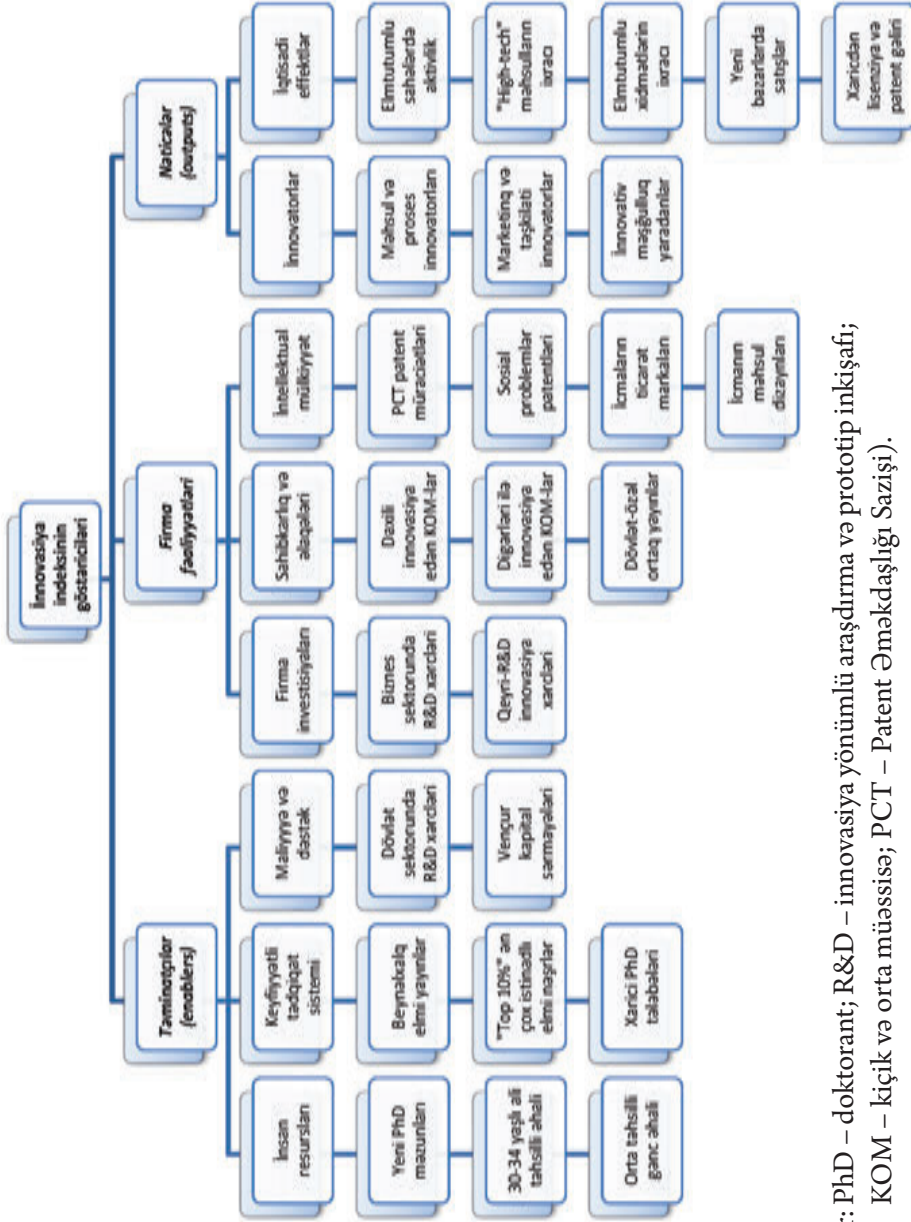 İnnovasiya
indeksinin
göstəriciləri
Təminatçılar
(enablers)
İnsan
resursları
Yeni PhD
məzunları
30-34 yaşlı ali
təhsilli əhali
Orta təhsilli
gənc əhali
Keyfiyyətli
tədqiqat
sistemi
Beynəlxalq
elmi yayınlar
"Top 10%" ən
çox istinadlı
elmi nəşrlər
Xarici PhD
tələbələri
Maliyyə və
dəstək
Dövlət
sektorunda
R&D xərcləri
Vençur
kapital
sərmayələri
Firma
fəaliyyətləri
Firma
investisiyaları
Biznes
sektorunda
R&D xərcləri
Qeyri-R&D
innovasiya
xərcləri
Sahibkarlıq və
əlaqələri
Daxili
innovasiya
edən KOM-lar
Digərləri ilə
innovasiya
edən KOM-lar
Dövlət-özəl
ortaq yayınlar
İntellektual
mülkiyyət
PCT patent
müraciətləri
Sosial
problemlər
patentləri
İcmaların
ticarət
markaları
İcmanın
məhsul
dizaynları
Nəticələr
(outputs)
İnnovatorlar
Məhsul və
proses
innovatorları
Marketinq və
təşkilati
innovatorlar
İnnovativ
məşğulluq
yaradanlar
İqtisadi
effektlər
Elmtutumlu
sahələrdə
aktivlik
"High-tech"
məhsulların
ixracı
Elmtutumlu
xidmətlərin
ixracı
Yeni
bazarlarda
satışlar
Xaricdən
lisenziya və
patent gəliri
: PhD – doktorant; R&D – innovasiya yönümlü araşdırma və prototip inkişafı;
KOM – kiçik və orta müəssisə; PCT – Patent Əməkdaşlığı Sazişi).